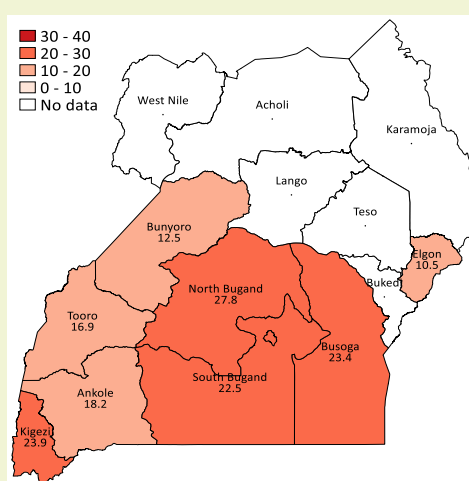 30 - 40
20 - 30
10 - 20
0 - 10
No data
West Nile
Acholi
Karamoja
Lango
Teso
Bunyoro
12.5
Elgon
10.5
Bukedi
North Bugand
27.8
Tooro
16.9
Busoga
23.4
South Bugand
22.5
Ankole
18.2
Kigezi
23.9